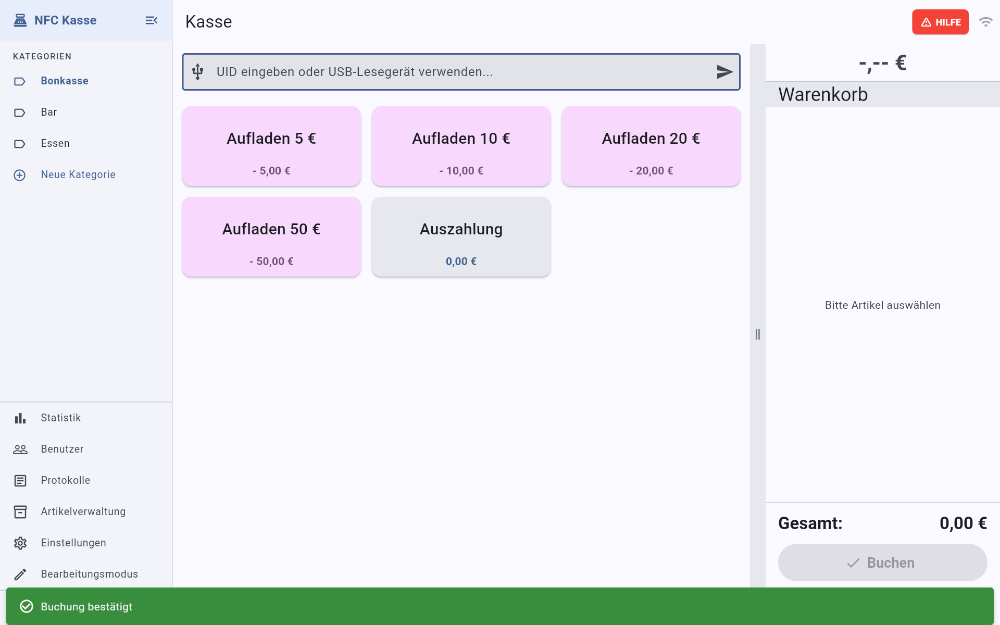 NFC Kasse
Kasse
HILFE
KATEGORIEN
Bonkasse
Bar
Essen
Neue Kategorie
UID eingeben oder USB-Lesegerät verwenden...
Aufladen 5 €
- 5,00 €
Aufladen 10 €
- 10,00 €
Aufladen 20 €
- 20,00 €
Aufladen 50 €
- 50,00 €
Auszahlung
0,00 €
-,-- €
Warenkorb
Bitte Artikel auswählen
Gesamt: 0,00 €
Buchen
Statistik
Benutzer
Protokolle
Artikelverwaltung
Einstellungen
Bearbeitungsmodus
Buchung bestätigt